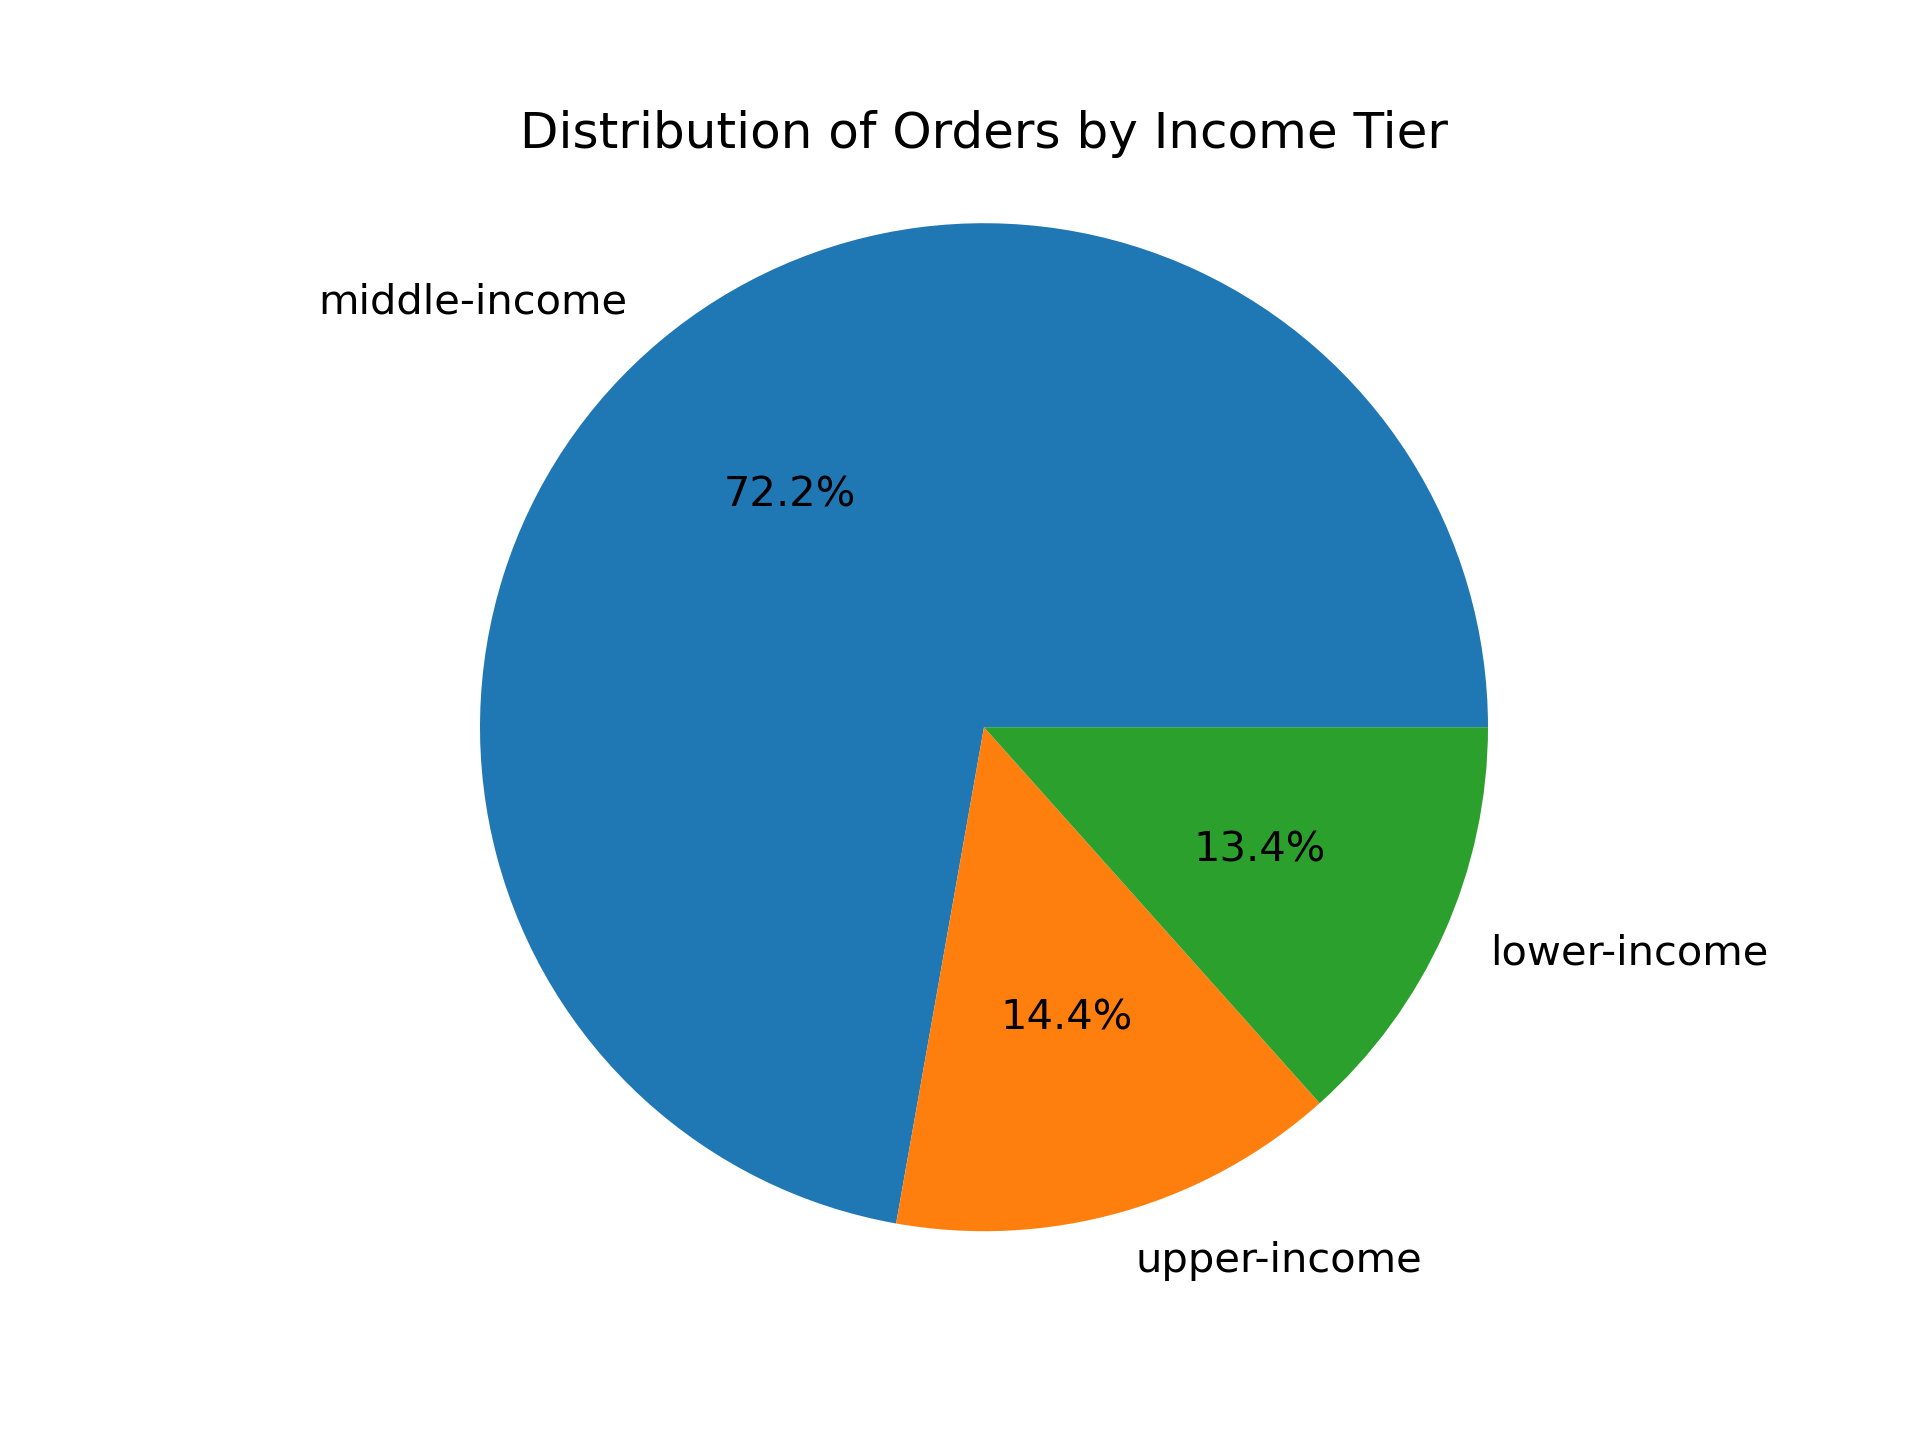 Distribution of Orders by Income Tier
middle-income
72.2%
13.4%
lower-income
14.4%
upper-income